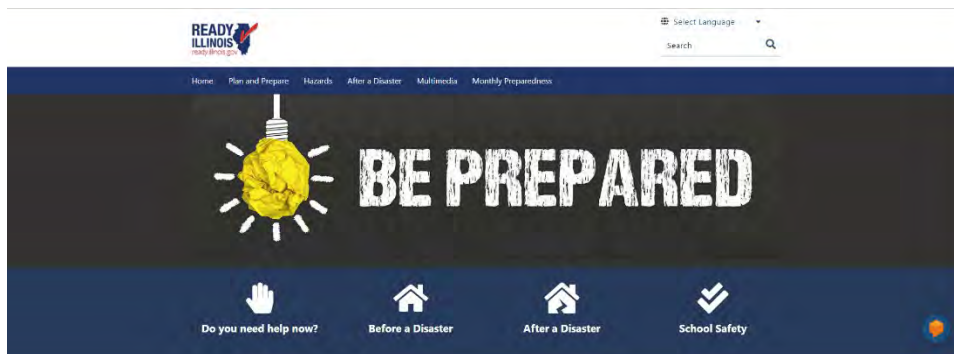 READY
ILLINOIS
ready.illinois.gov
Select Language
Search
Home Plan and Prepare Hazards After a Disaster Multimedia Monthly Preparedness
BE PREPARED
Do you need help now? Before a Disaster After a Disaster School Safety